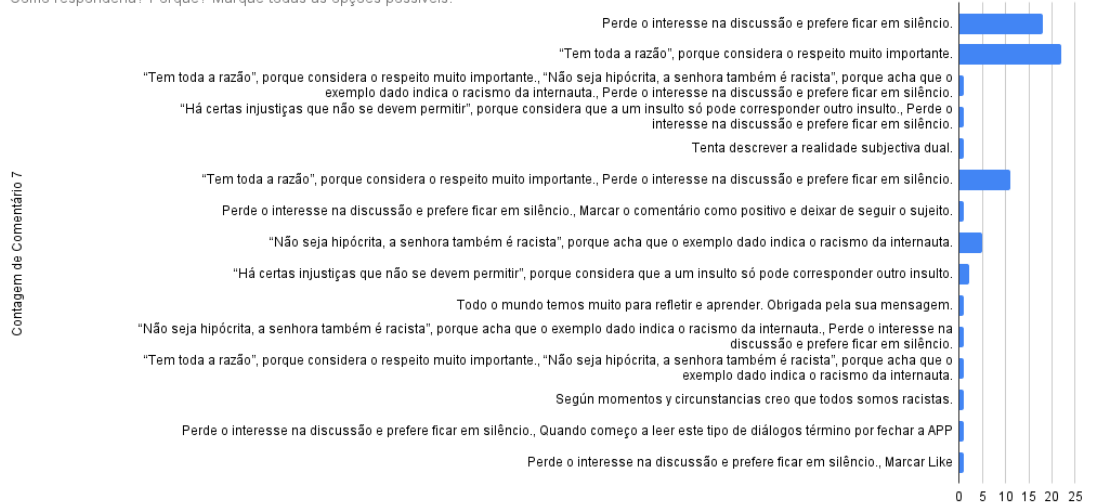 Como responderia? Porquê? Marque todas as opções possíveis.
Perde o interesse na discussão e prefere ficar em silêncio.
“Tem toda a razão”, porque considera o respeito muito importante.
“Tem toda a razão”, porque considera o respeito muito importante., “Não seja hipócrita, a senhora também é racista”, porque acha que o
exemplo dado indica o racismo da internauta., Perde o interesse na discussão e prefere ficar em silêncio.
“Há certas injustiças que não se devem permitir”, porque considera que a um insulto só pode corresponder outro insulto., Perde o
interesse na discussão e prefere ficar em silêncio.
Tenta descrever a realidade subjectiva dual.
“Tem toda a razão”, porque considera o respeito muito importante., Perde o interesse na discussão e prefere ficar em silêncio.
Perde o interesse na discussão e prefere ficar em silêncio., Marcar o comentário como positivo e deixar de seguir o sujeito.
“Não seja hipócrita, a senhora também é racista”, porque acha que o exemplo dado indica o racismo da internauta.
“Há certas injustiças que não se devem permitir”, porque considera que a um insulto só pode corresponder outro insulto.
Todo o mundo temos muito para refletir e aprender. Obrigada pela sua mensagem.
“Não seja hipócrita, a senhora também é racista”, porque acha que o exemplo dado indica o racismo da internauta., Perde o interesse na
discussão e prefere ficar em silêncio.
“Tem toda a razão”, porque considera o respeito muito importante., “Não seja hipócrita, a senhora também é racista”, porque acha que o
exemplo dado indica o racismo da internauta.
Según momentos y circunstancias creo que todos somos racistas.
Perde o interesse na discussão e prefere ficar em silêncio., Quando começo a leer este tipo de diálogos término por fechar a APP
Perde o interesse na discussão e prefere ficar em silêncio., Marcar Like
Contagem de Comentário 7
0 5 10 15 20 25